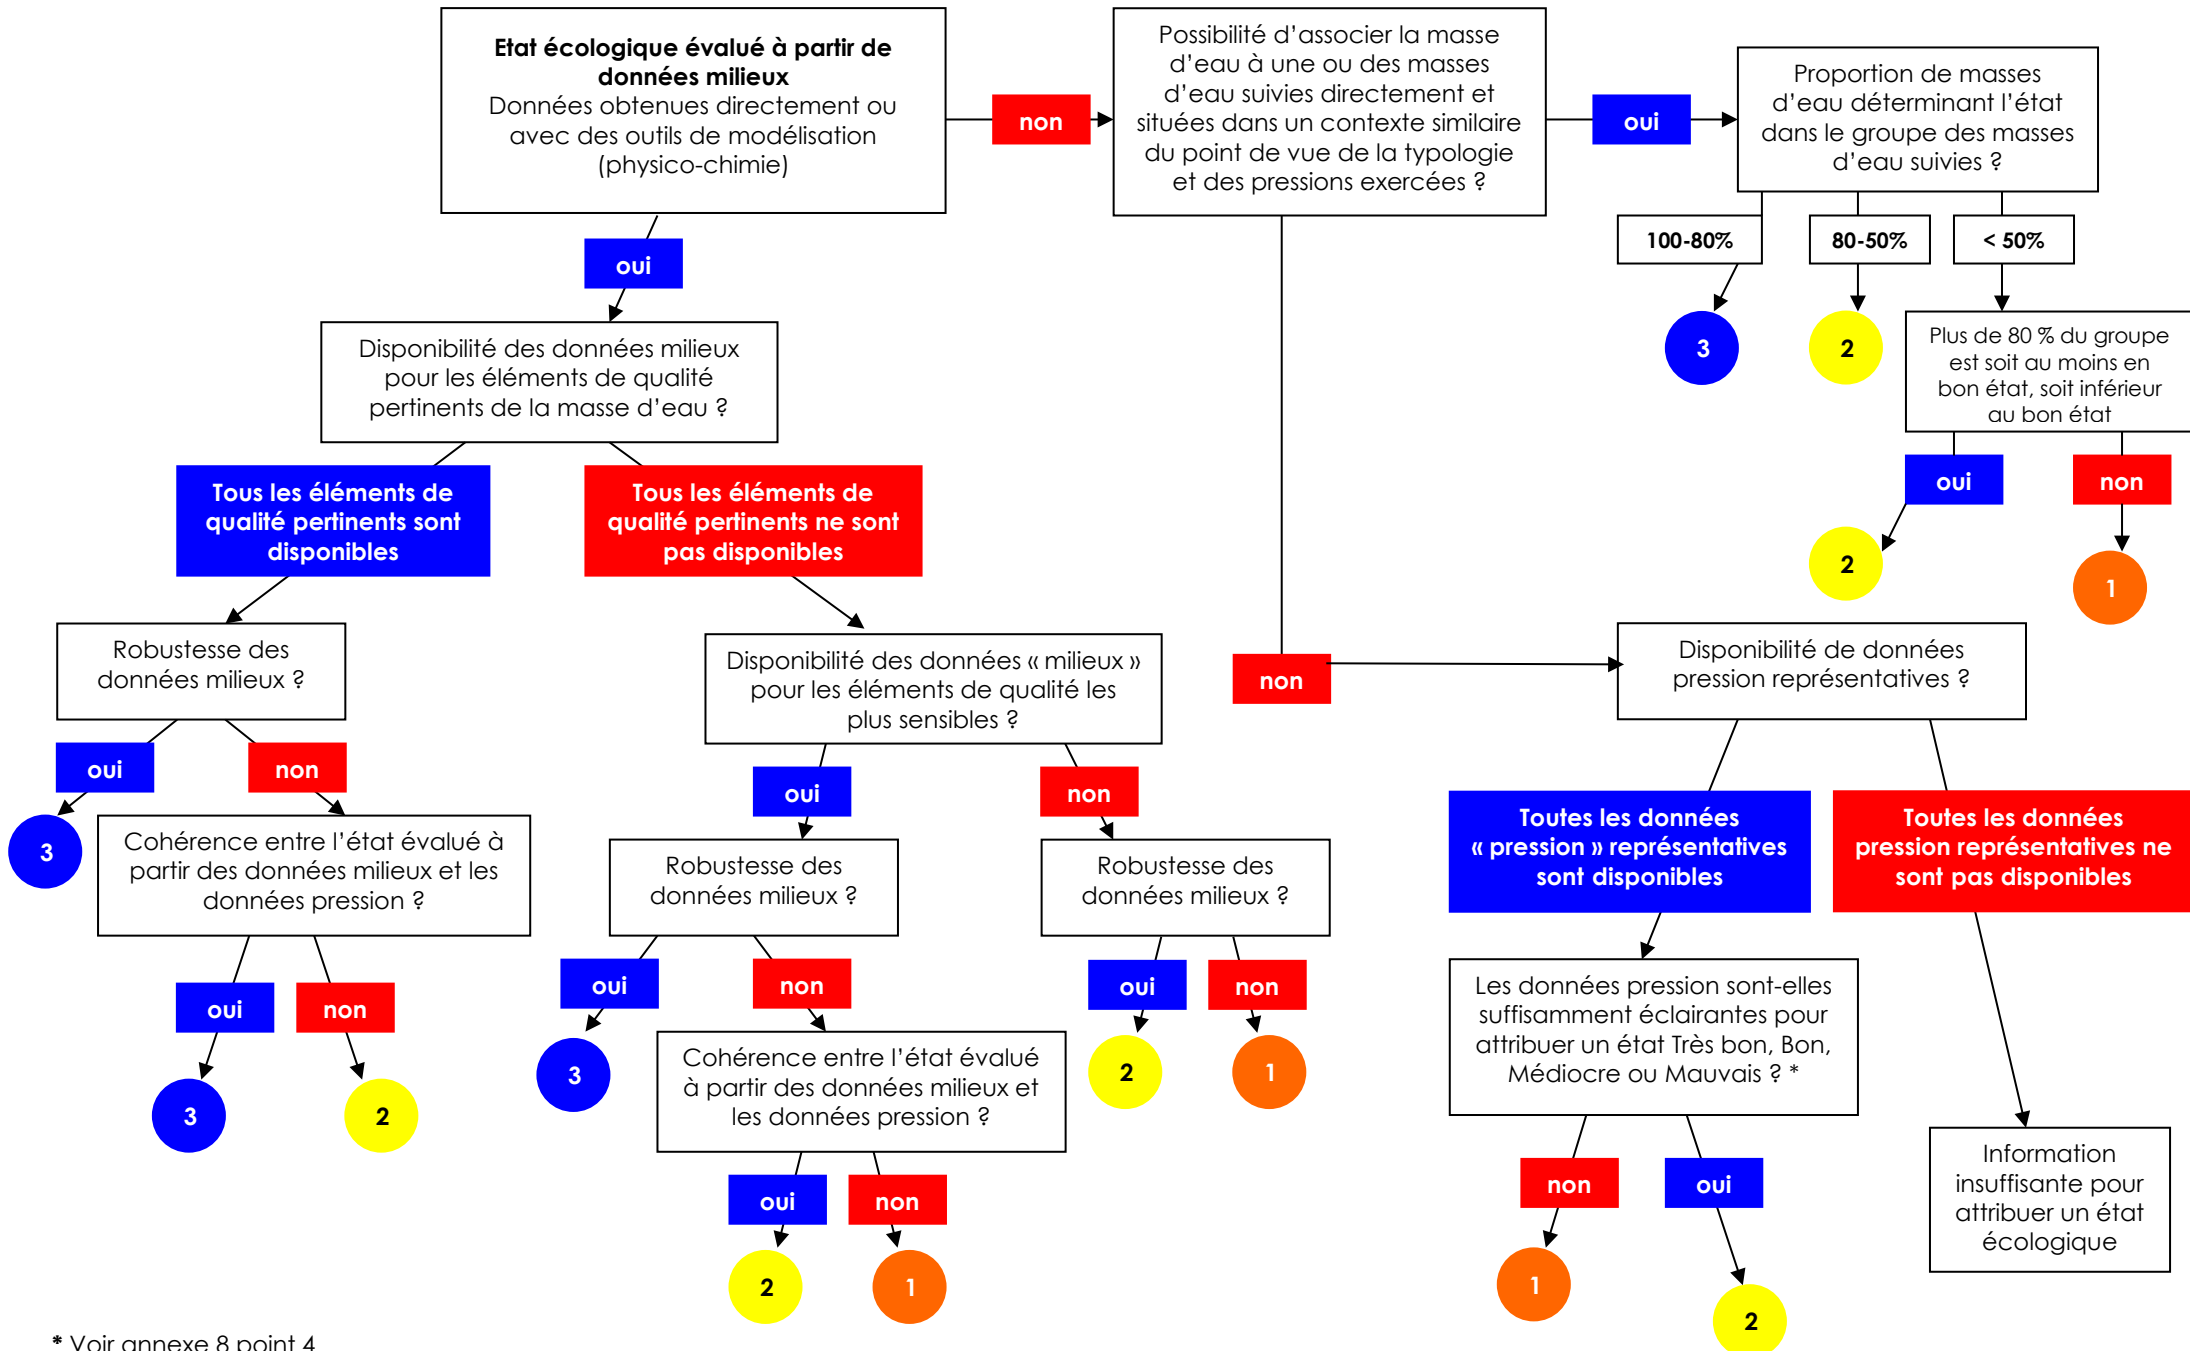 Etat écologique évalué à partir de
données milieux
Données obtenues directement ou
avec des outils de modélisation
(physico-chimie)
non
Possibilité d’associer la masse
d’eau à une ou des masses
d’eau suivies directement et
situées dans un contexte similaire
du point de vue de la typologie
et des pressions exercées ?
oui
Proportion de masses
d’eau déterminant l’état
dans le groupe des masses
d’eau suivies ?
100-80%
80-50%
< 50%
3
2
Plus de 80 % du groupe
est soit au moins en
bon état, soit inférieur
au bon état
oui
non
2
1
oui
Disponibilité des données milieux
pour les éléments de qualité
pertinents de la masse d’eau ?
Tous les éléments de
qualité pertinents sont
disponibles
Tous les éléments de
qualité pertinents ne sont
pas disponibles
Robustesse des
données milieux ?
oui
non
3
Cohérence entre l’état évalué à
partir des données milieux et les
données pression ?
oui
non
3
2
Disponibilité des données « milieux »
pour les éléments de qualité les
plus sensibles ?
oui
non
Robustesse des
données milieux ?
Robustesse des
données milieux ?
oui
non
oui
non
3
Cohérence entre l’état évalué
à partir des données milieux et
les données pression ?
2
1
oui
non
2
1
non
Disponibilité de données
pression représentatives ?
Toutes les données
« pression » représentatives
sont disponibles
Toutes les données
pression représentatives ne
sont pas disponibles
Les données pression sont-elles
suffisamment éclairantes pour
attribuer un état Très bon, Bon,
Médiocre ou Mauvais ? *
non
oui
1
2
Information
insuffisante pour
attribuer un état
écologique
* Voir annexe 8 point 4